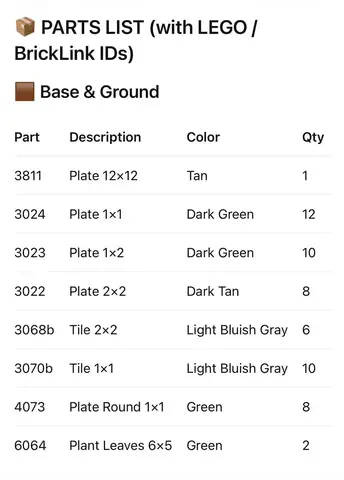 📦 PARTS LIST (with LEGO /
BrickLink IDs)
🟫 Base & Ground
Part Description Color Qty
3811 Plate 12×12 Tan 1
3024 Plate 1×1 Dark Green 12
3023 Plate 1×2 Dark Green 10
3022 Plate 2×2 Dark Tan 8
3068b Tile 2×2 Light Bluish Gray 6
3070b Tile 1×1 Light Bluish Gray 10
4073 Plate Round 1×1 Green 8
6064 Plant Leaves 6×5 Green 2